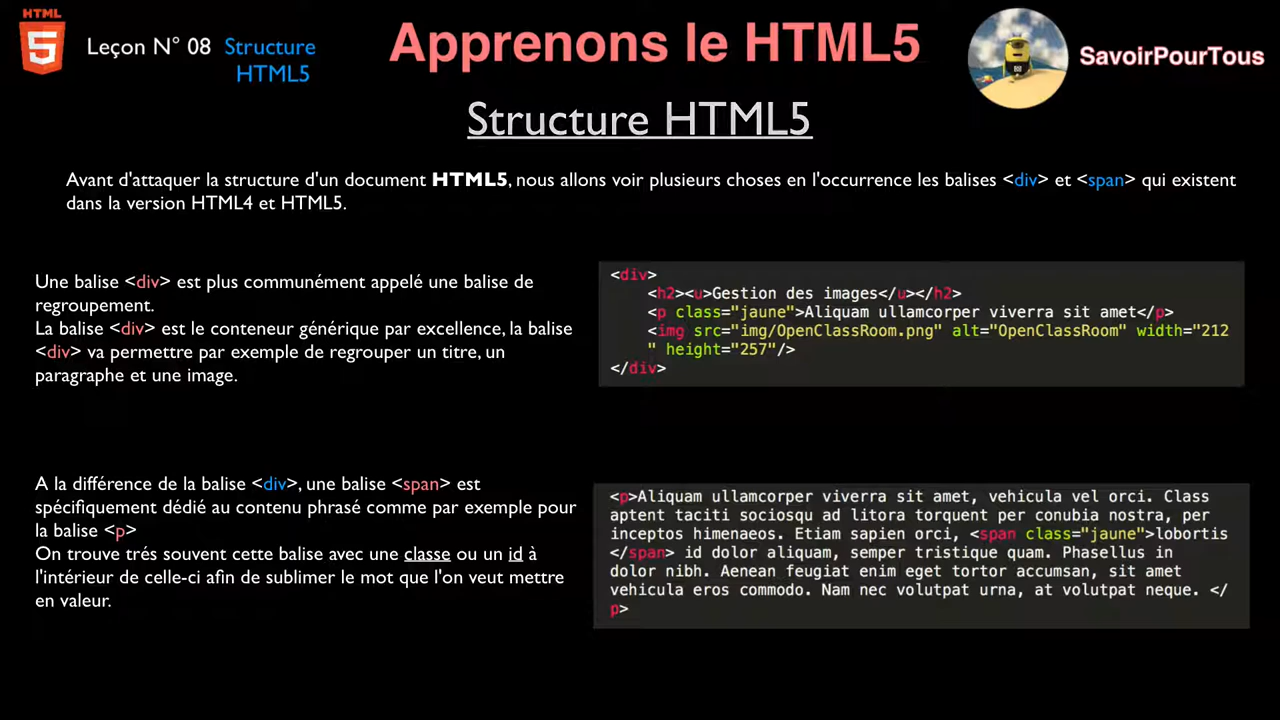 HTML
5
Leçon N° 08 Structure
HTML5
Apprenons le HTML5
SavoirPourTous
Structure HTML5
Avant d'attaquer la structure d'un document HTML5, nous allons voir plusieurs choses en l'occurrence les balises <div> et <span> qui existent
dans la version HTML4 et HTML5.
Une balise <div> est plus communément appelé une balise de
regroupement.
La balise <div> est le conteneur générique par excellence, la balise
<div> va permettre par exemple de regrouper un titre, un
paragraphe et une image.
<div>
<h2><u>Gestion des images</u></h2>
<p class="jaune">Aliquam ullamcorper viverra sit amet</p>
<img src="img/OpenClassRoom.png" alt="OpenClassRoom" width="212
" height="257"/>
</div>
A la différence de la balise <div>, une balise <span> est
spécifiquement dédié au contenu phrasé comme par exemple pour
la balise <p>
On trouve trés souvent cette balise avec une classe ou un id à
l'intérieur de celle-ci afin de sublimer le mot que l'on veut mettre
en valeur.
<p>Aliquam ullamcorper viverra sit amet, vehicula vel orci. Class
aptent taciti sociosqu ad litora torquent per conubia nostra, per
inceptos himenaeos. Etiam sapien orci, <span class="jaune">lobortis
</span> id dolor aliquam, semper tristique quam. Phasellus in
dolor nibh. Aenean feugiat enim eget tortor accumsan, sit amet
vehicula eros commodo. Nam nec volutpat urna, at volutpat neque. </
p>